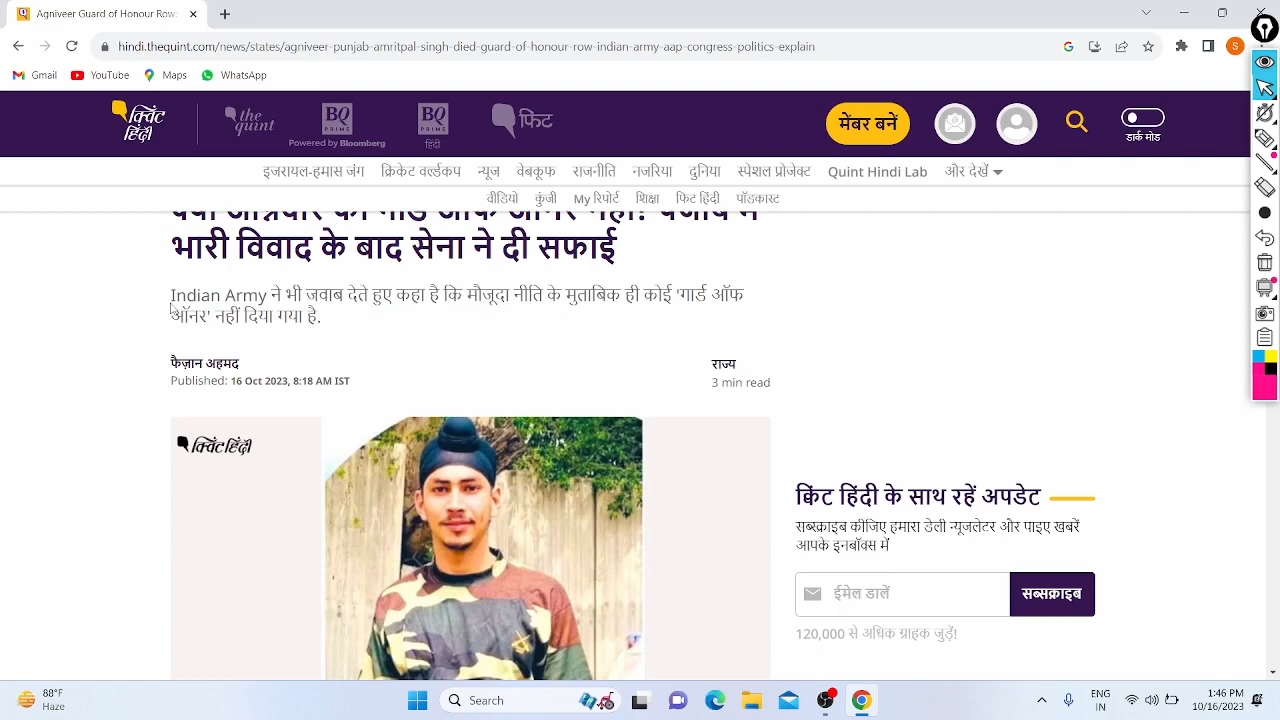 Agniveer Guard of Honour Row:
hindi.thequint.com/news/states/agniveer-punjab-amritpal-singh-died-guard-of-honour-row-indian-army-aap-congress-politics-explain
S
Gmail YouTube Maps WhatsApp
क्विंट हिंदी
the quint
BQ PRIME
Powered by Bloomberg
BQ PRIME
हिंदी
फिट
मेंबर बनें
डार्क मोड
इजरायल-हमास जंग क्रिकेट वर्ल्डकप न्यूज वेबकूफ राजनीति नजरिया दुनिया स्पेशल प्रोजेक्ट Quint Hindi Lab और देखें
वीडियो कुंजी My रिपोर्ट शिक्षा फिट हिंदी पॉडकास्ट
भारी विवाद के बाद सेना ने दी सफाई
Indian Army ने भी जवाब देते हुए कहा है कि मौजूदा नीति के मुताबिक ही कोई 'गार्ड ऑफ
ऑनर' नहीं दिया गया है.
फैज़ान अहमद
Published: 16 Oct 2023, 8:18 AM IST
राज्य
3 min read
क्विंट हिंदी
क्विंट हिंदी के साथ रहें अपडेट
सब्स्क्राइब कीजिए हमारा डेली न्यूजलेटर और पाइए खबरें
आपके इनबॉक्स में
ईमेल डालें
सब्सक्राइब
120,000 से अधिक ग्राहक जुड़ें!
88°F
Haze
Search
ENG
IN
1:46 PM
10/16/2023